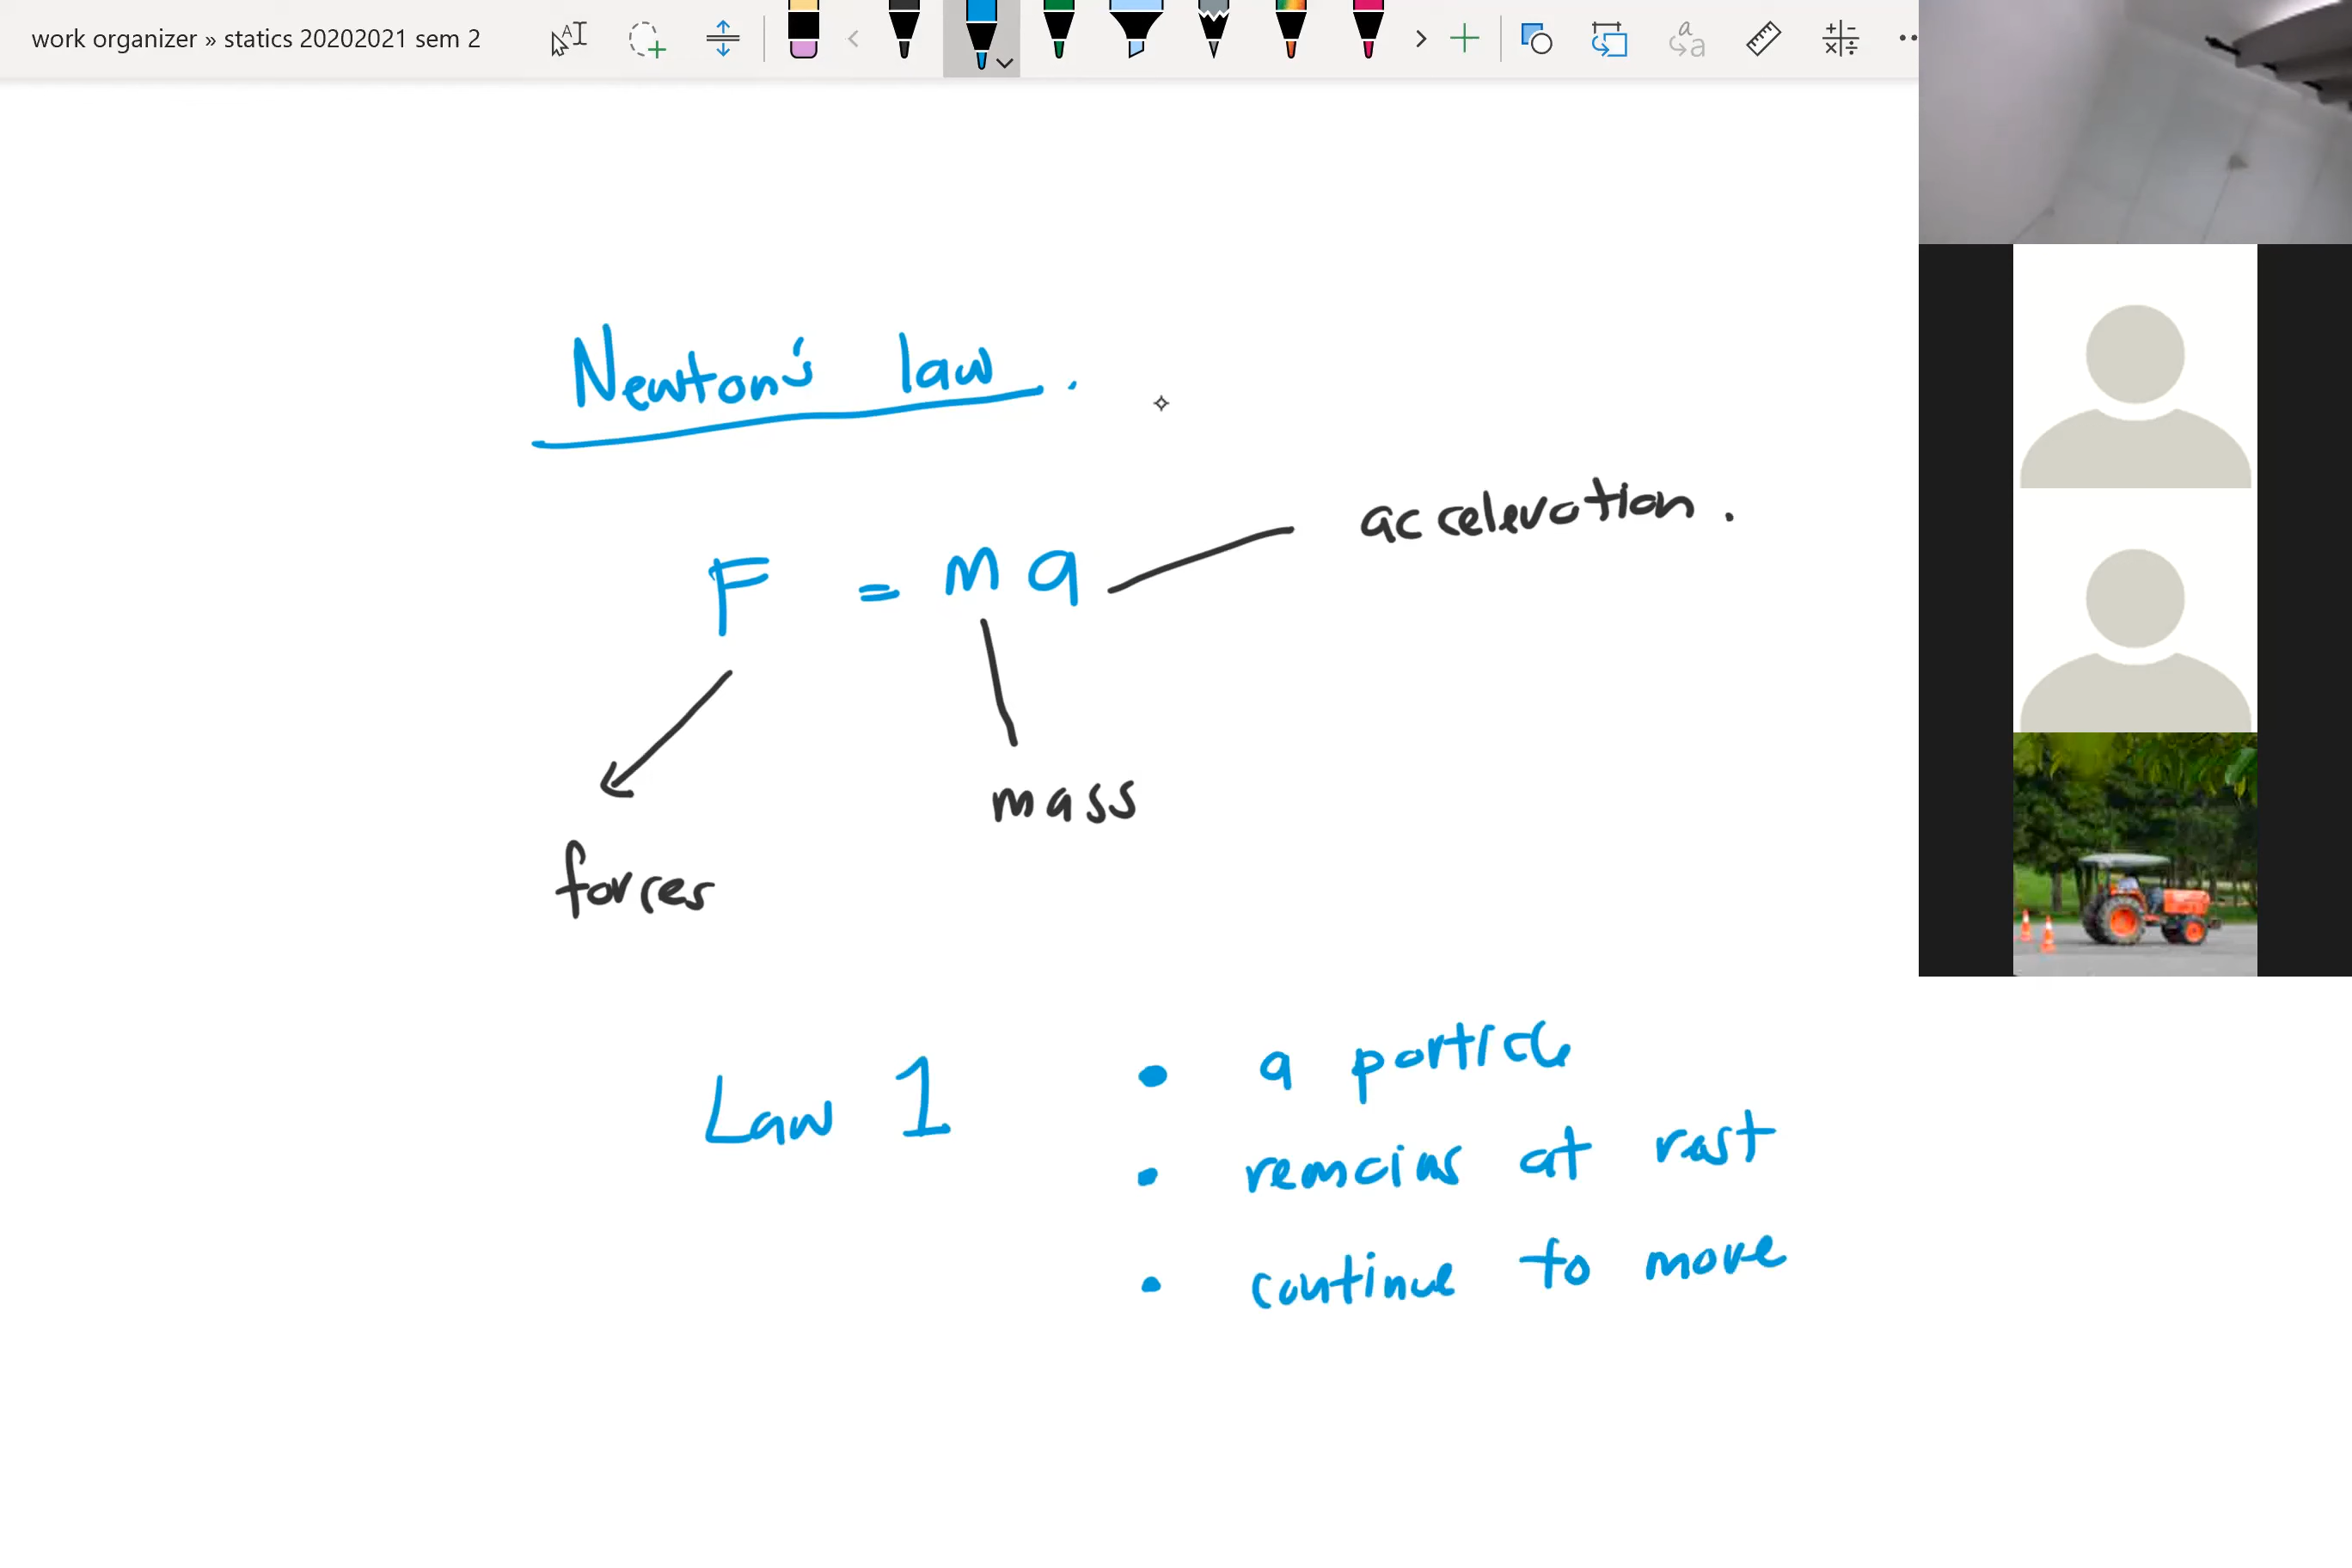 work organizer » statics 20202021 sem 2
Newton's law.
F = ma
acceleration.
mass
forces
Law 1
• a particle
• remains at rest
• continue to move